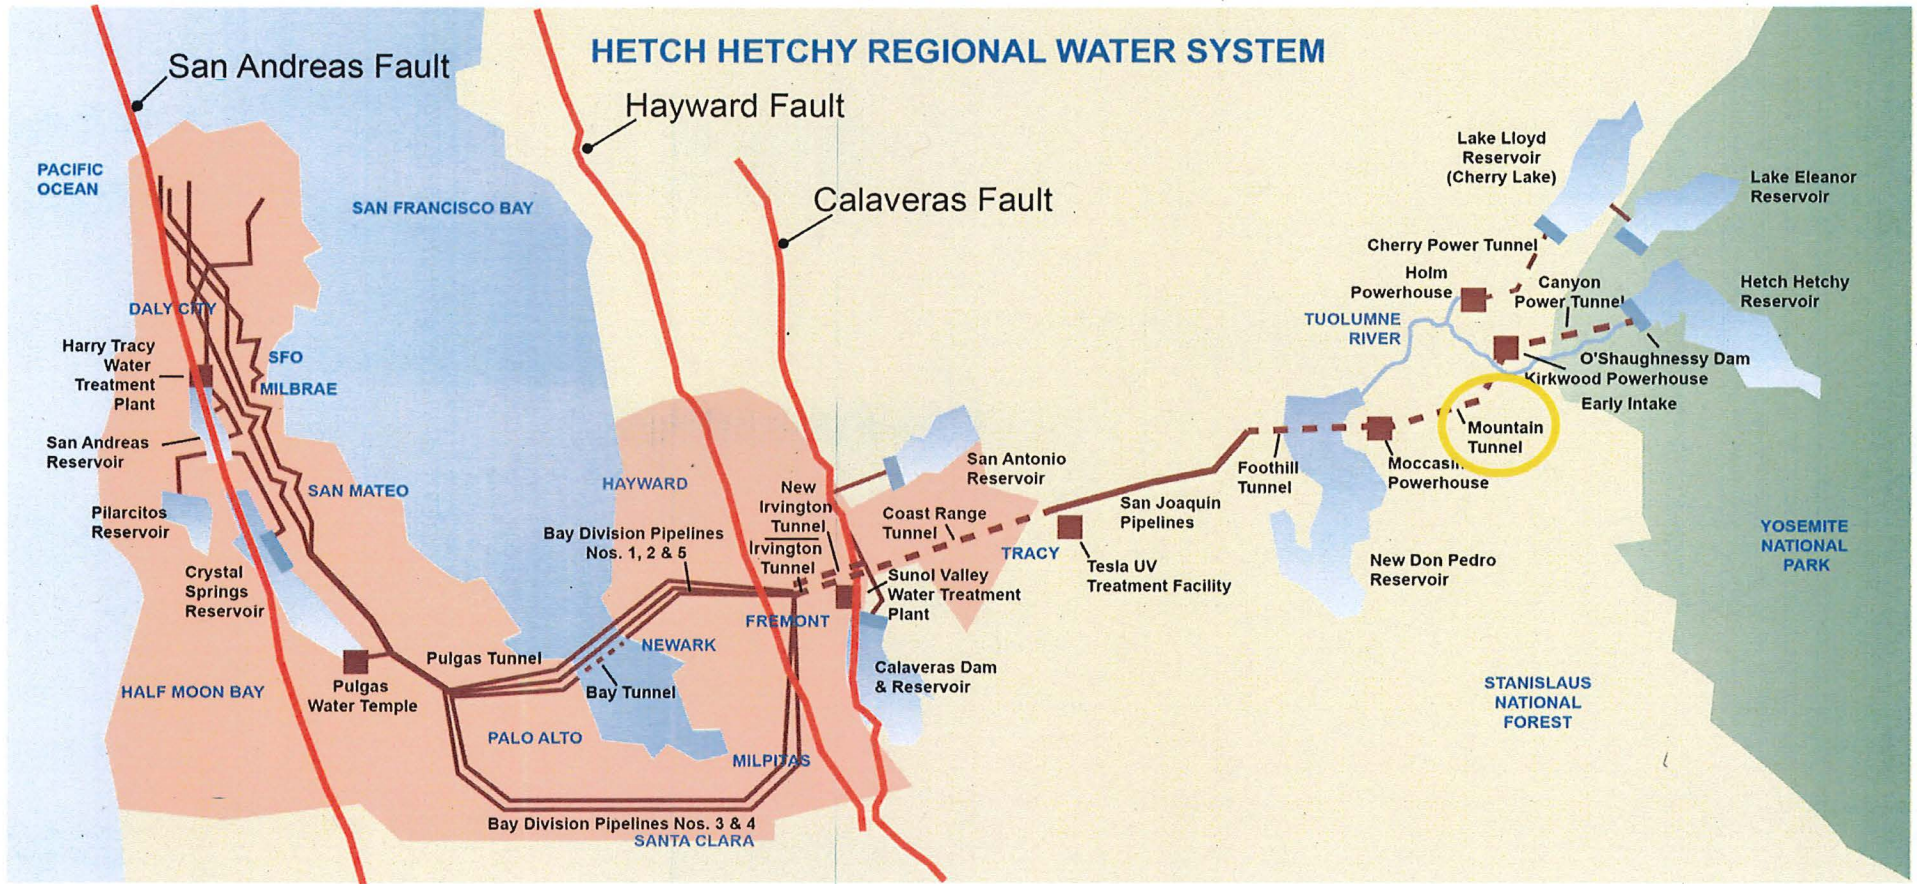 HETCH HETCHY REGIONAL WATER SYSTEM
San Andreas Fault
Hayward Fault
Calaveras Fault
PACIFIC
OCEAN
SAN FRANCISCO BAY
Lake Lloyd
Reservoir
(Cherry Lake)
Lake Eleanor
Reservoir
Cherry Power Tunnel
Holm
Powerhouse
Canyon
Power Tunnel
Hetch Hetchy
Reservoir
TUOLUMNE
RIVER
O'Shaughnessy Dam
Kirkwood Powerhouse
Early Intake
Mountain
Tunnel
Moccasin
Powerhouse
Foothill
Tunnel
DALY CITY
Harry Tracy
Water
Treatment
Plant
SFO
MILBRAE
San Andreas
Reservoir
SAN MATEO
Pilarcitos
Reservoir
Crystal
Springs
Reservoir
HAYWARD
New
Irvington
Tunnel
Irvington
Tunnel
Bay Division Pipelines
Nos. 1, 2 & 5
San Antonio
Reservoir
Coast Range
Tunnel
San Joaquin
Pipelines
TRACY
Tesla UV
Treatment Facility
New Don Pedro
Reservoir
YOSEMITE
NATIONAL
PARK
Sunol Valley
Water Treatment
Plant
FREMONT
NEWARK
Pulgas Tunnel
Bay Tunnel
Calaveras Dam
& Reservoir
HALF MOON BAY
Pulgas
Water Temple
STANISLAUS
NATIONAL
FOREST
PALO ALTO
MILPITAS
Bay Division Pipelines Nos. 3 & 4
SANTA CLARA